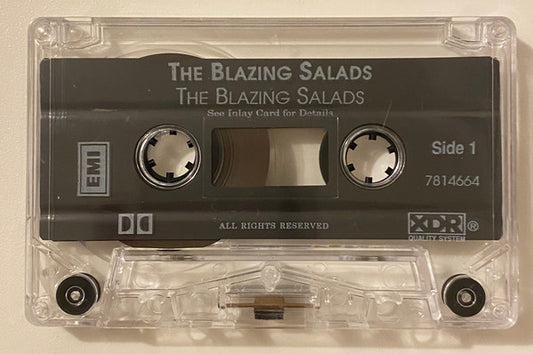 THE BLAZING SALADS
THE BLAZING SALADS
See Inlay Card for Details
EMI
Side 1
7814664
ALL RIGHTS RESERVED
XDR®
QUALITY SYSTEM